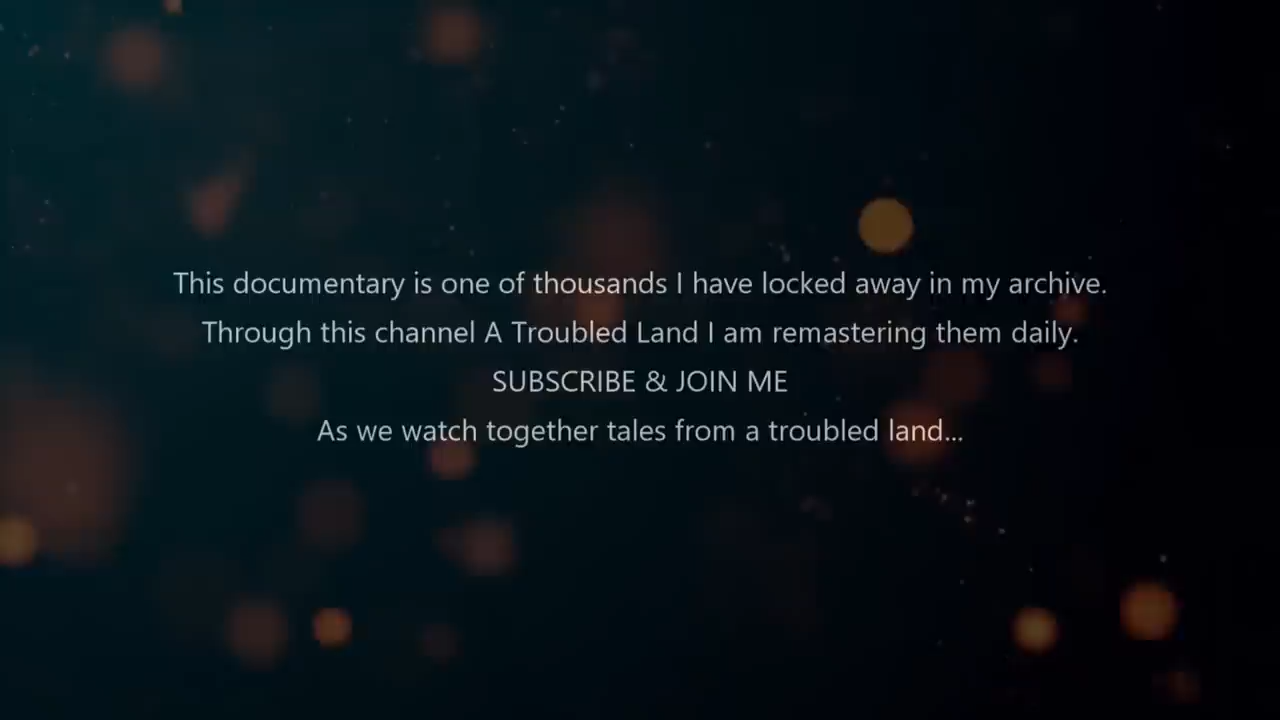 This documentary is one of thousands I have locked away in my archive.
Through this channel A Troubled Land I am remastering them daily.
SUBSCRIBE & JOIN ME
As we watch together tales from a troubled land...